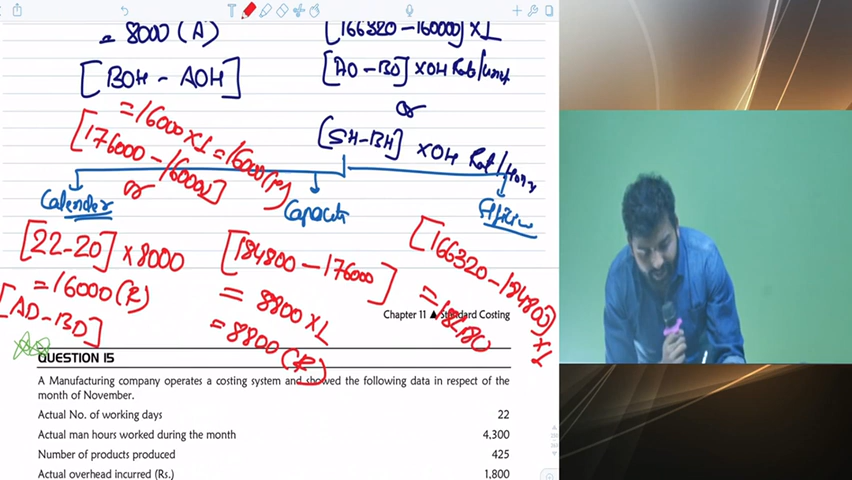 = 8000 (A)
[166320 - 160000] × 1
[BOH - AOH]
[AO - BO] × OH Rate/unit
or
[SH - BH] × OH Rate/Hour
= 16000 × 1 = 16000 (F)
[176000 - 160000]
or
Calender
Capacity
[22-20] × 8000
= 16000 (F)
[AD - BD]
[184800 - 176000]
= 8800 × 1
= 8800 (F)
[166320 - 184800] × 1
= 18480
Chapter 11 ▲ Standard Costing
QUESTION 15
A Manufacturing company operates a costing system and showed the following data in respect of the
month of November.
Actual No. of working days 22
Actual man hours worked during the month 4,300
Number of products produced 425
Actual overhead incurred (Rs.) 1,800